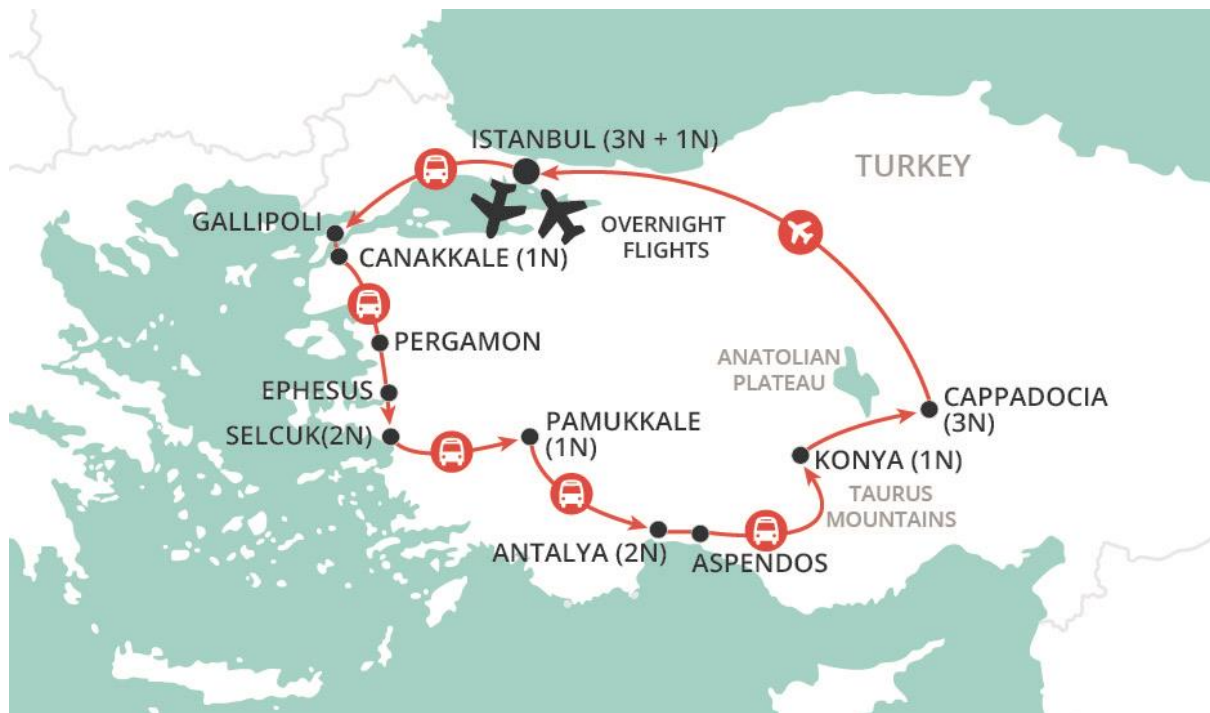 ISTANBUL (3N + 1N)
TURKEY
GALLIPOLI
OVERNIGHT
FLIGHTS
CANAKKALE (1N)
PERGAMON
ANATOLIAN
PLATEAU
EPHESUS
CAPPADOCIA
(3N)
SELCUK(2N)
PAMUKKALE
(1N)
KONYA (1N)
TAURUS
MOUNTAINS
ANTALYA (2N)
ASPENDOS